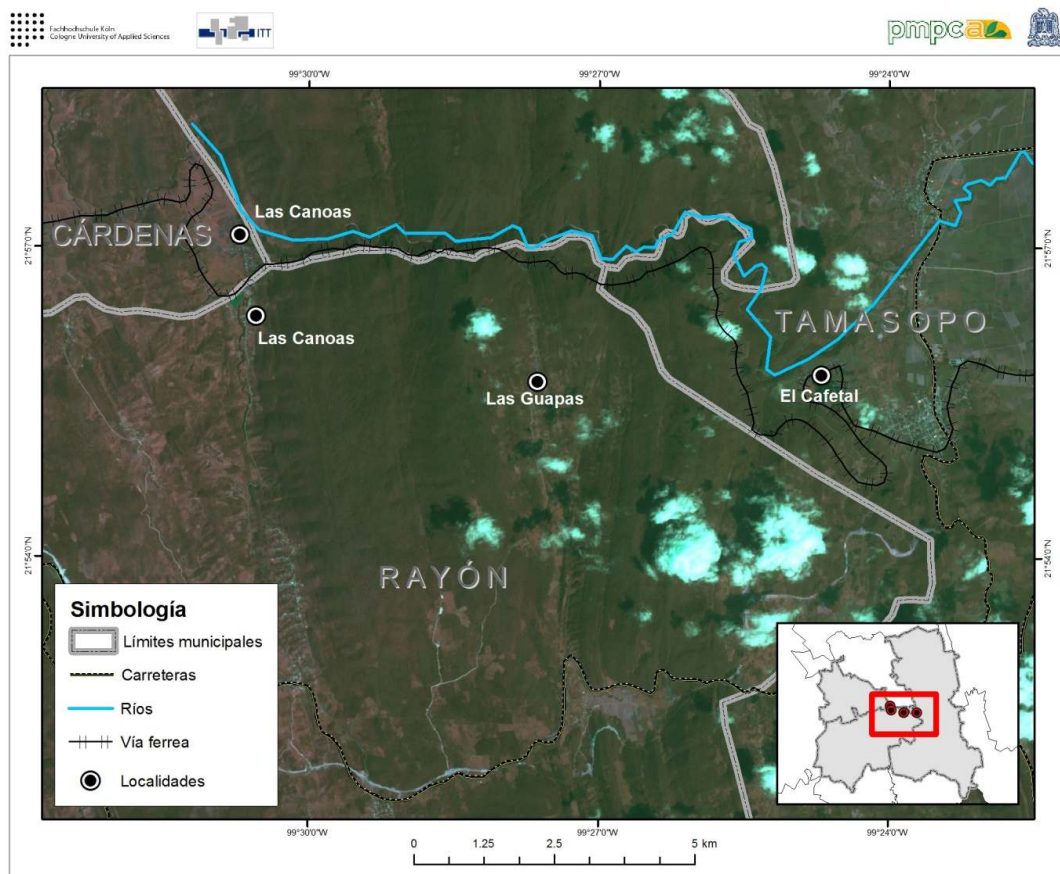 Fachhochschule Köln
Cologne University of Applied Sciences
ITT
pmpca
99°30'0"W
99°27'0"W
99°24'0"W
21°57'0"N
21°57'0"N
CÁRDENAS
Las Canoas
Las Canoas
Las Guapas
El Cafetal
TAMASOPO
21°54'0"N
21°54'0"N
RAYÓN
Simbología
Límites municipales
Carreteras
Ríos
Vía ferrea
Localidades
99°30'0"W
99°27'0"W
99°24'0"W
0 1.25 2.5 5 km